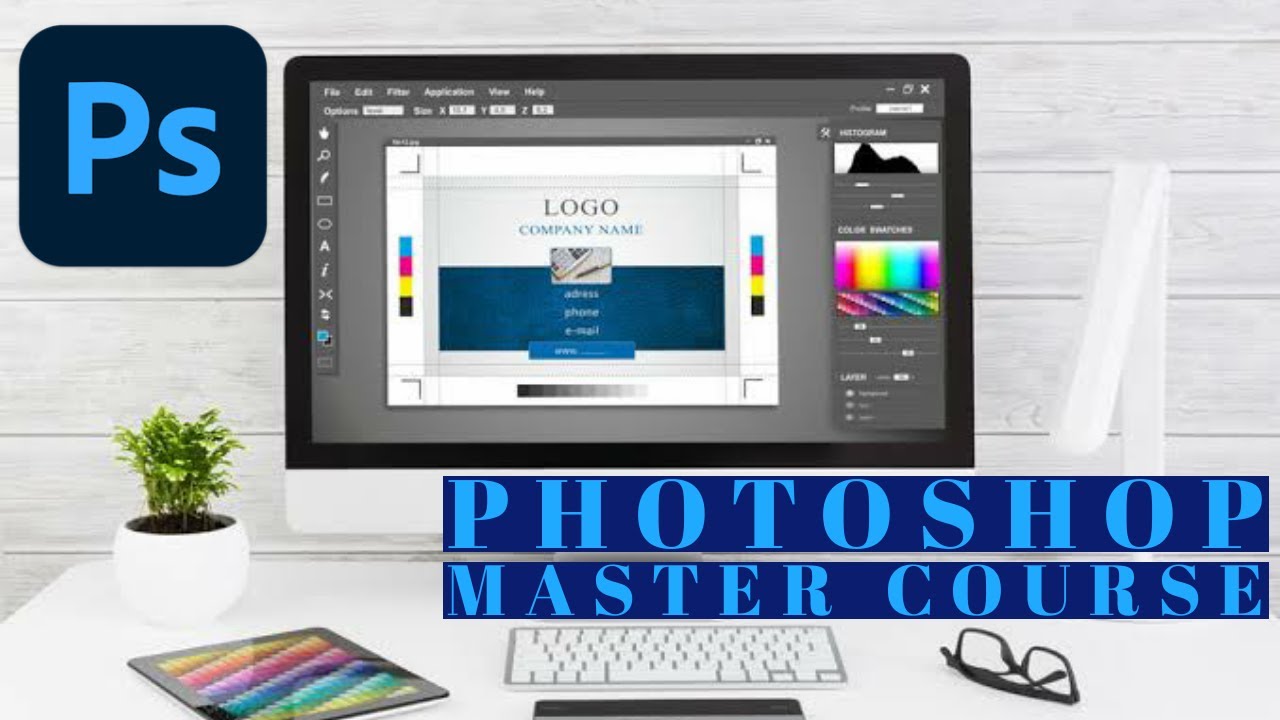 Ps
File Edit Filter Application View Help
Options Size X Y Z
HISTOGRAM
LOGO
COMPANY NAME
adress
phone
e-mail
www.
COLOR SWATCHES
LAYER
PHOTOSHOP
MASTER COURSE